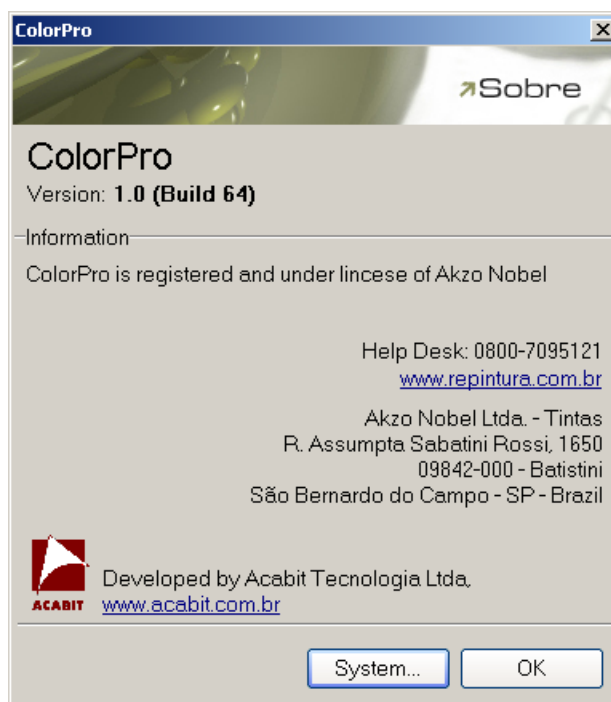 ColorPro
Sobre
ColorPro
Version: 1.0 (Build 64)
Information
ColorPro is registered and under lincese of Akzo Nobel
Help Desk: 0800-7095121
www.repintura.com.br
Akzo Nobel Ltda. - Tintas
R. Assumpta Sabatini Rossi, 1650
09842-000 - Batistini
São Bernardo do Campo - SP - Brazil
Developed by Acabit Tecnologia Ltda,
ACABIT www.acabit.com.br
System... OK